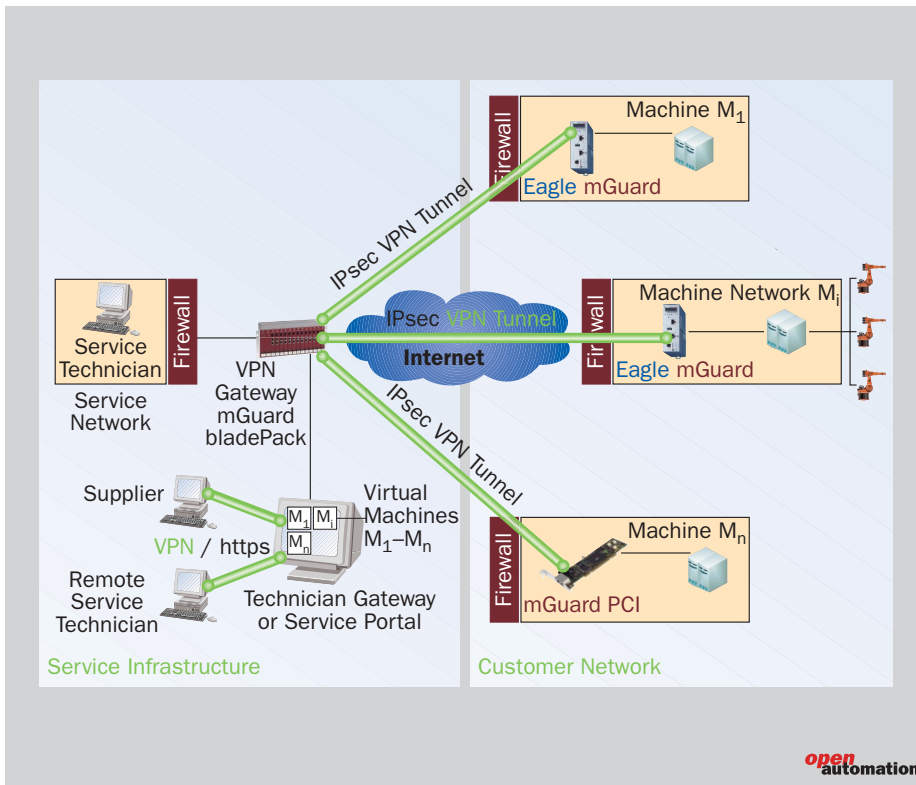 Firewall
Machine M₁
Eagle mGuard
IPsec VPN Tunnel
Service
Technician
Firewall
Service
Network
VPN
Gateway
mGuard
bladePack
IPsec VPN Tunnel
Internet
Firewall
Machine Network Mᵢ
Eagle mGuard
IPsec VPN Tunnel
Supplier
VPN / https
Remote
Service
Technician
M₁ Mᵢ
Mₙ
Virtual
Machines
M₁–Mₙ
Technician Gateway
or Service Portal
Firewall
Machine Mₙ
mGuard PCI
Service Infrastructure
Customer Network
open
automation